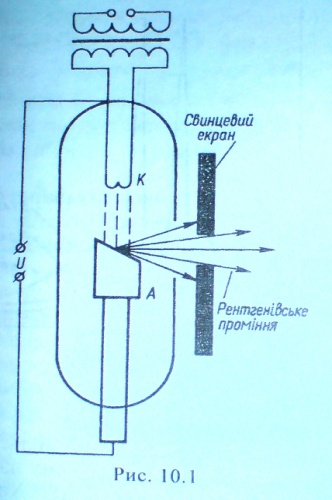 Свинцевий
екран
K
U
A
Рентгенівське
проміння
Рис. 10.1